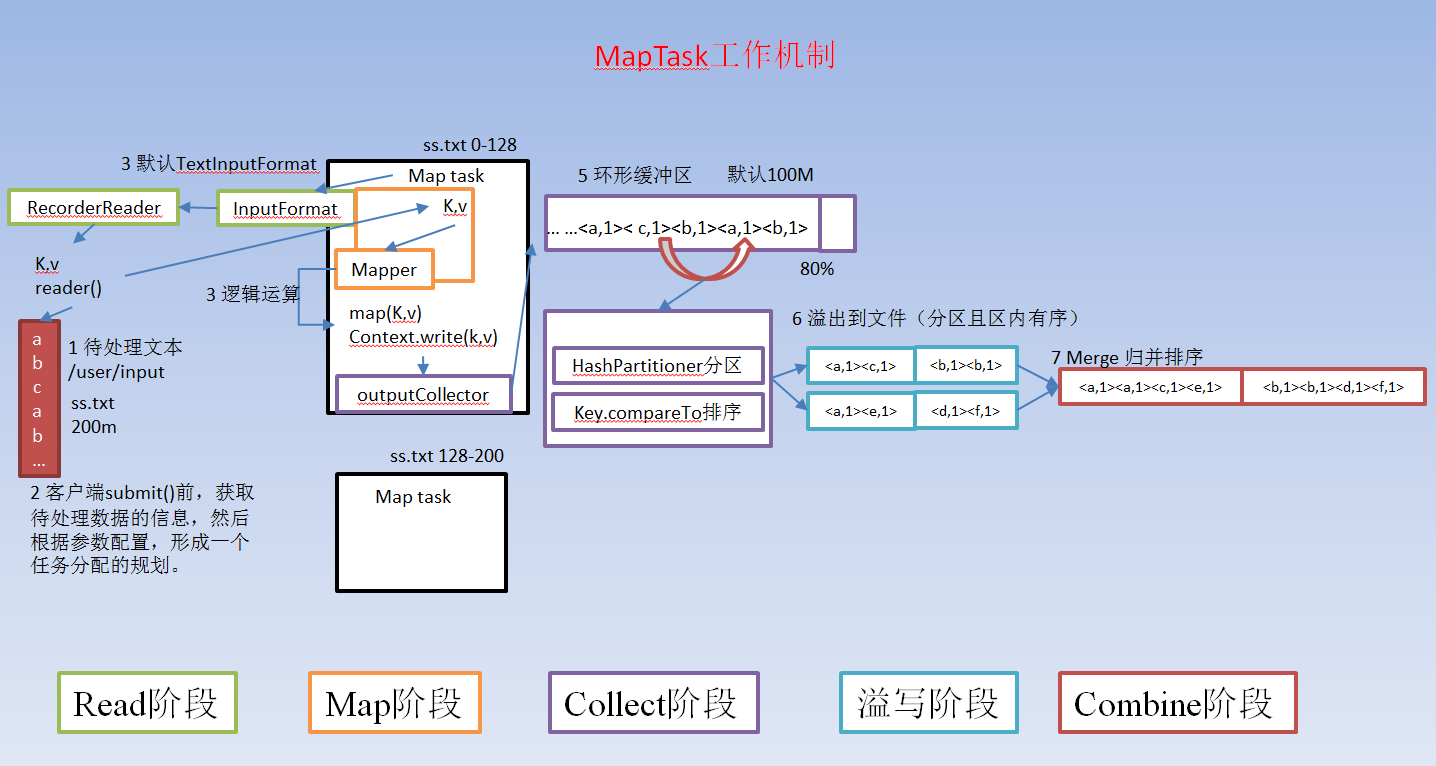 MapTask工作机制
ss.txt 0-128
3 默认TextInputFormat
Map task
5 环形缓冲区
默认100M
RecorderReader
InputFormat
K,v
... ...<a,1>< c,1><b,1><a,1><b,1>
80%
K,v
reader()
Mapper
3 逻辑运算
map(K,v)
Context.write(k,v)
outputCollector
a
b
c
a
b
...
1 待处理文本
/user/input
ss.txt
200m
HashPartitioner分区
Key.compareTo排序
6 溢出到文件（分区且区内有序）
<a,1><c,1>
<b,1><b,1>
<a,1><e,1>
<d,1><f,1>
7 Merge 归并排序
<a,1><a,1><c,1><e,1>
<b,1><b,1><d,1><f,1>
ss.txt 128-200
Map task
2 客户端submit()前，获取
待处理数据的信息，然后
根据参数配置，形成一个
任务分配的规划。
Read阶段
Map阶段
Collect阶段
溢写阶段
Combine阶段